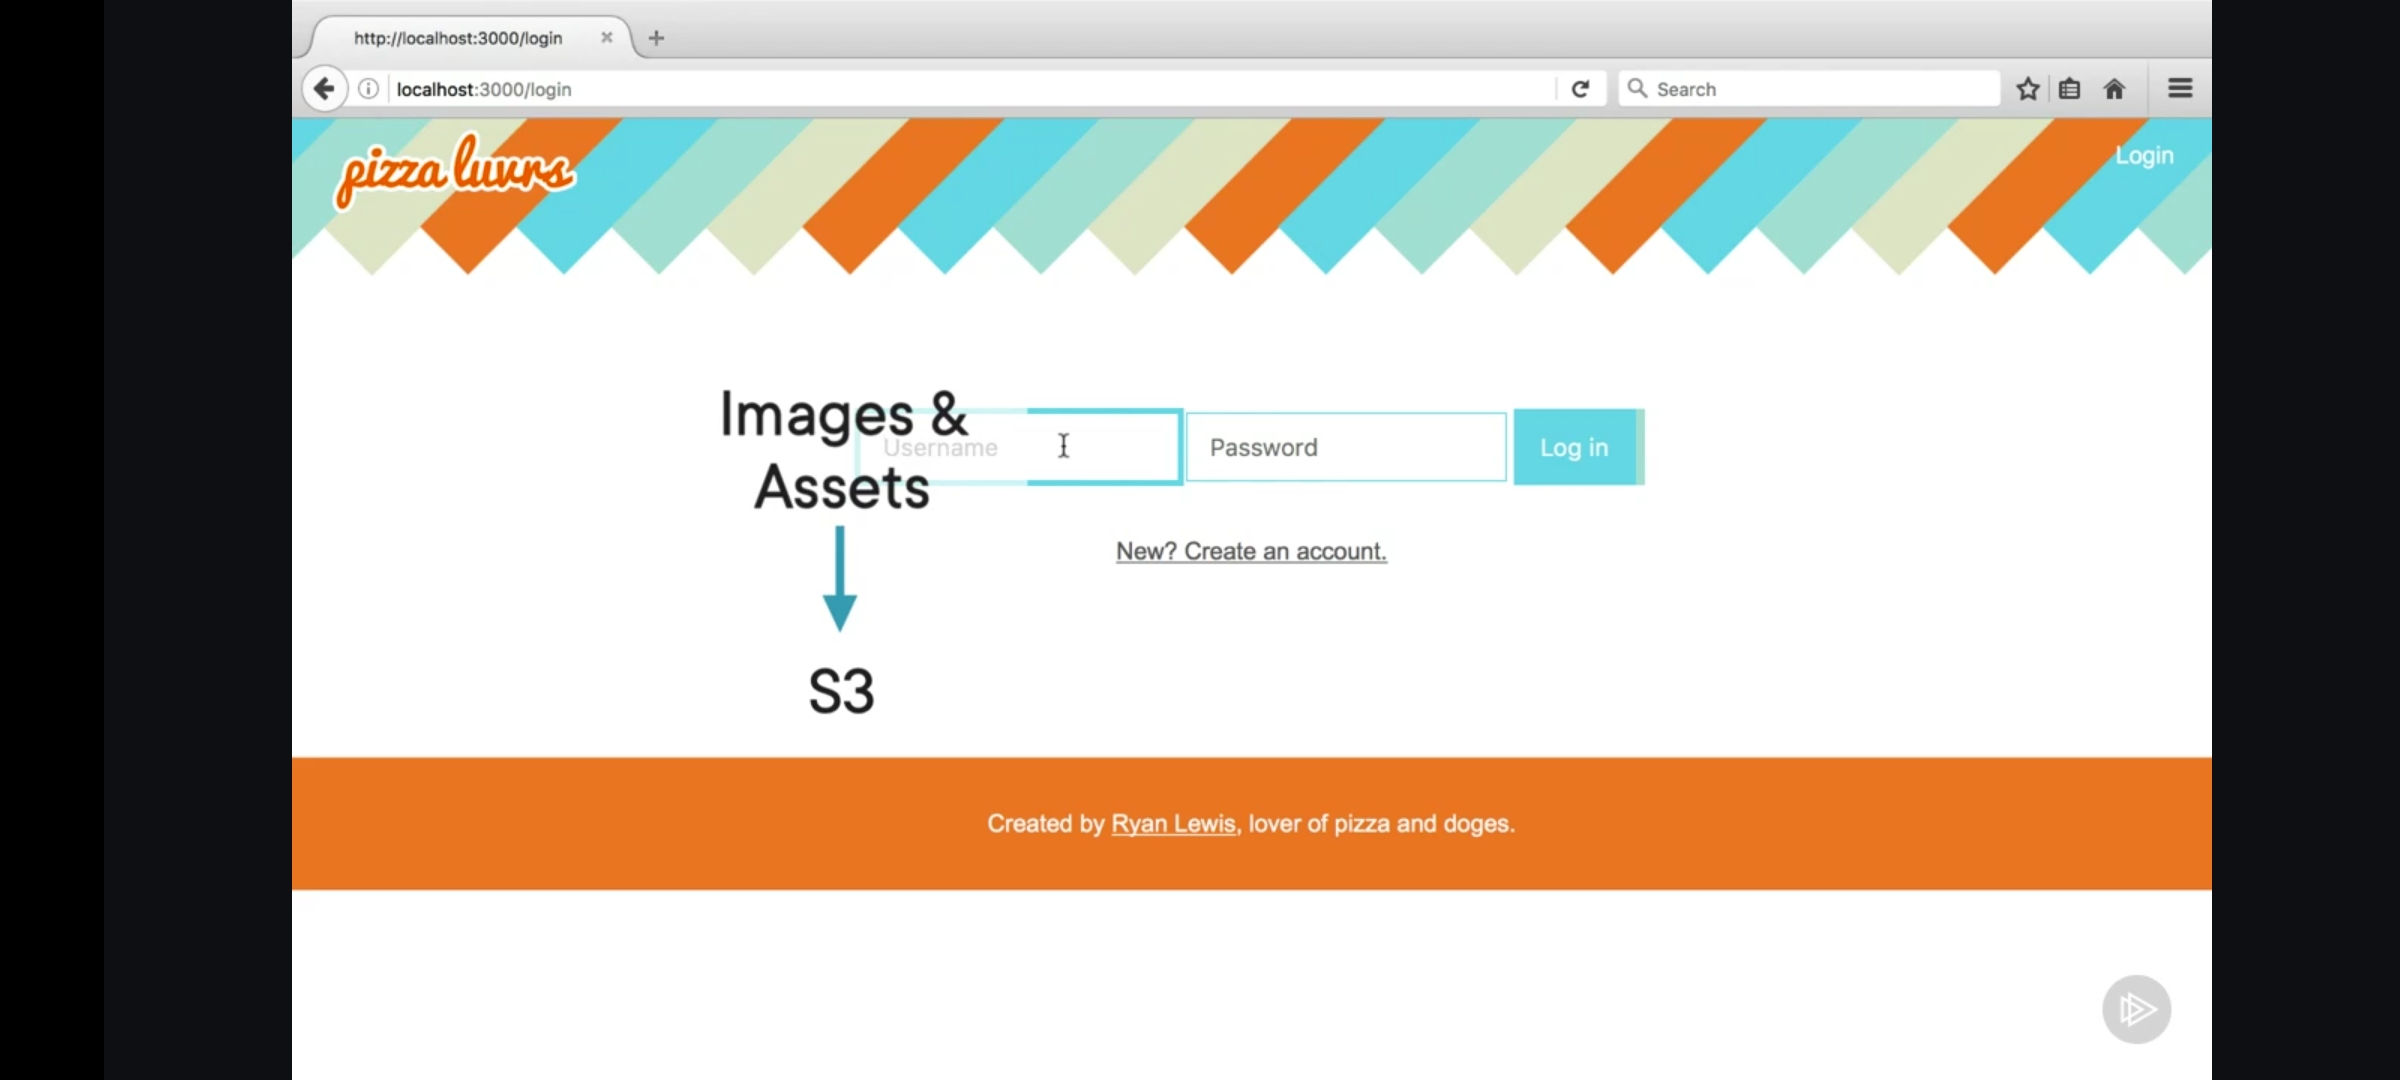 http://localhost:3000/login
localhost:3000/login
Search
pizza luvrs
Login
Images &
Assets
Username
Password
Log in
New? Create an account.
S3
Created by Ryan Lewis, lover of pizza and doges.